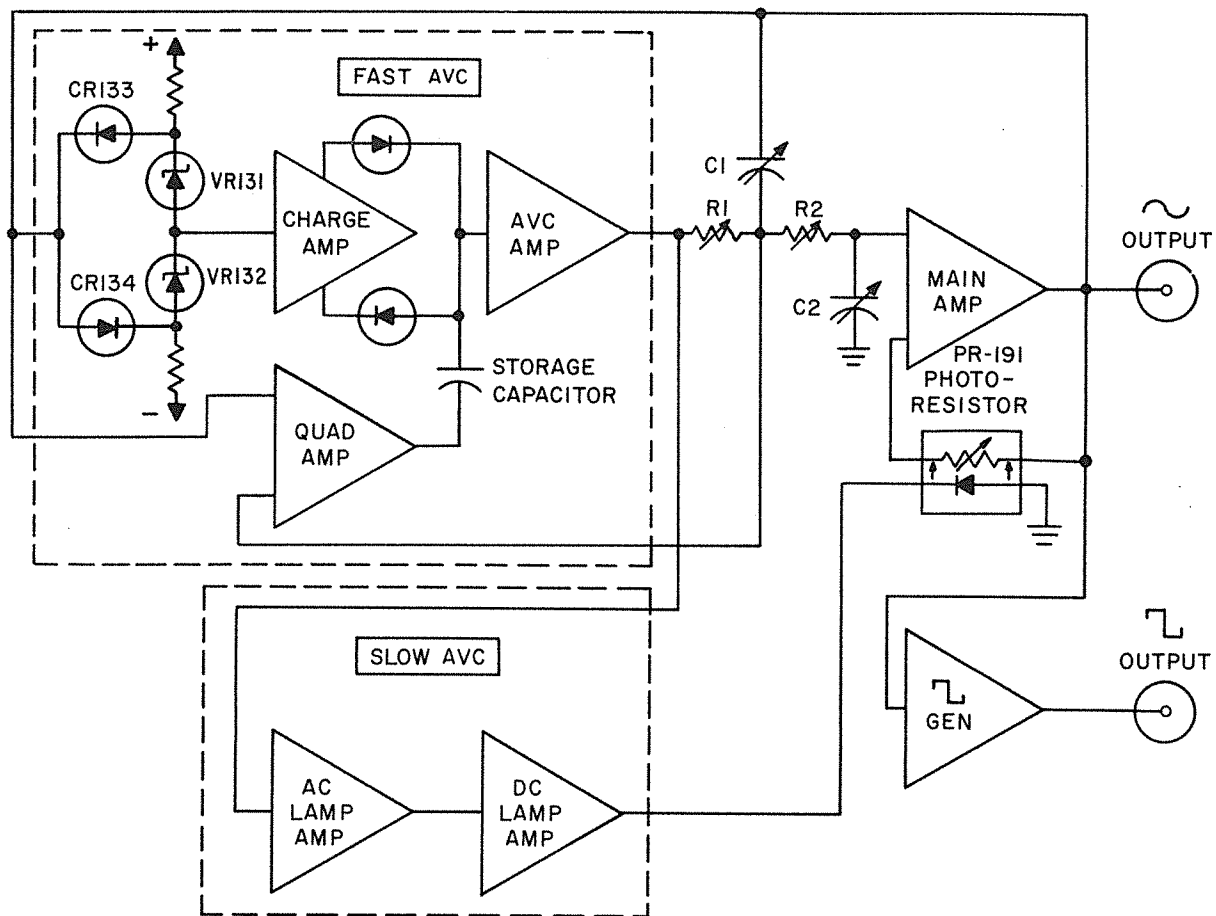 +
FAST AVC
CR133
VR131
CHARGE
AMP
AVC
AMP
C1
R1
R2
OUTPUT
VR132
CR134
MAIN
AMP
C2
PR-191
PHOTO-
RESISTOR
STORAGE
CAPACITOR
−
QUAD
AMP
SLOW AVC
OUTPUT
GEN
AC
LAMP
AMP
DC
LAMP
AMP